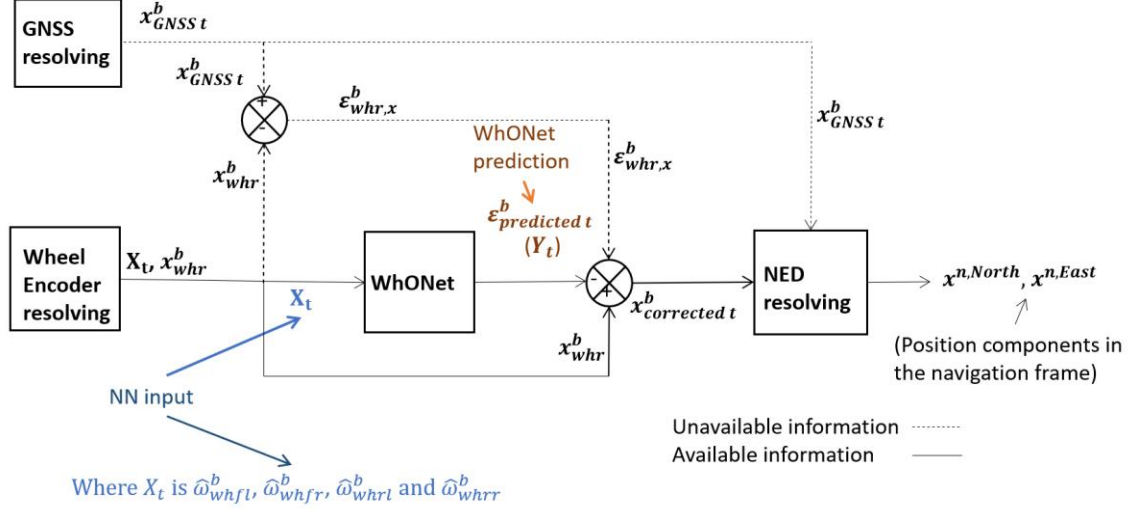 GNSS
resolving
x^b_{GNSS t}
x^b_{GNSS t}
+
-
ε^b_{whr,x}
x^b_{GNSS t}
WhONet
prediction
ε^b_{whr,x}
x^b_{whr}
ε^b_{predicted t}
(Y_t)
Wheel
Encoder
resolving
X_t, x^b_{whr}
WhONet
-
+
NED
resolving
x^{n,North}, x^{n,East}
X_t
x^b_{corrected t}
x^b_{whr}
(Position components in
the navigation frame)
NN input
Unavailable information
Available information
Where X_t is ω̂^b_{whfl}, ω̂^b_{whfr}, ω̂^b_{whrl} and ω̂^b_{whrr}